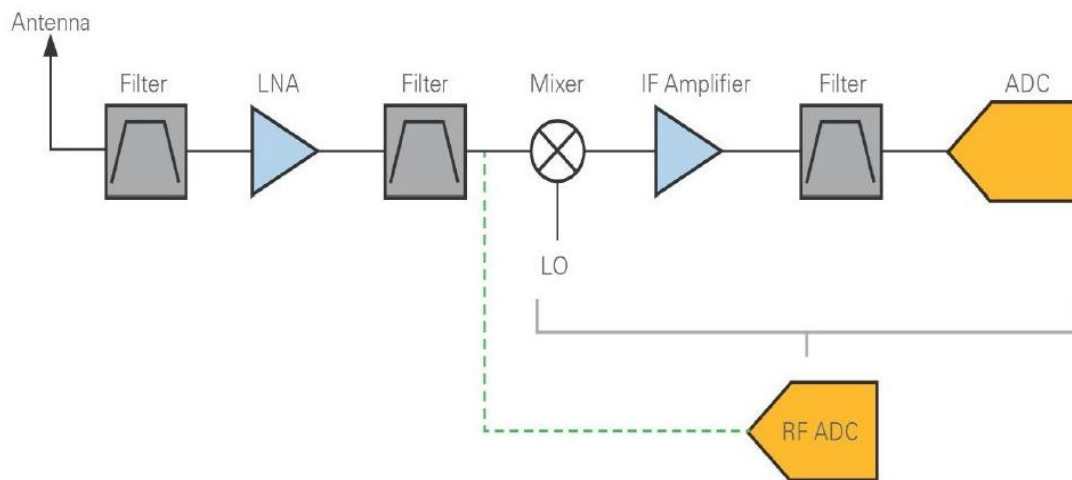 Antenna
Filter LNA Filter Mixer IF Amplifier Filter ADC
LO
RF ADC